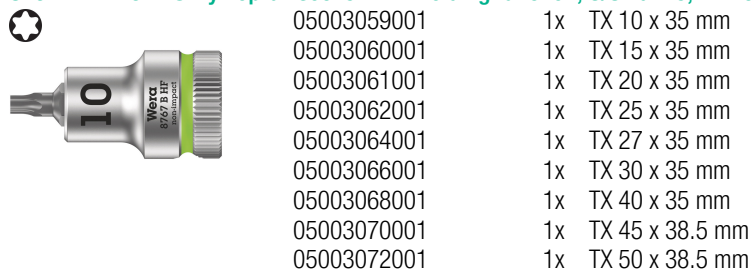 05003059001 1x TX 10 x 35 mm
05003060001 1x TX 15 x 35 mm
05003061001 1x TX 20 x 35 mm
05003062001 1x TX 25 x 35 mm
05003064001 1x TX 27 x 35 mm
05003066001 1x TX 30 x 35 mm
05003068001 1x TX 40 x 35 mm
05003070001 1x TX 45 x 38.5 mm
05003072001 1x TX 50 x 38.5 mm
10
Wera
8767 B HF
non-impact